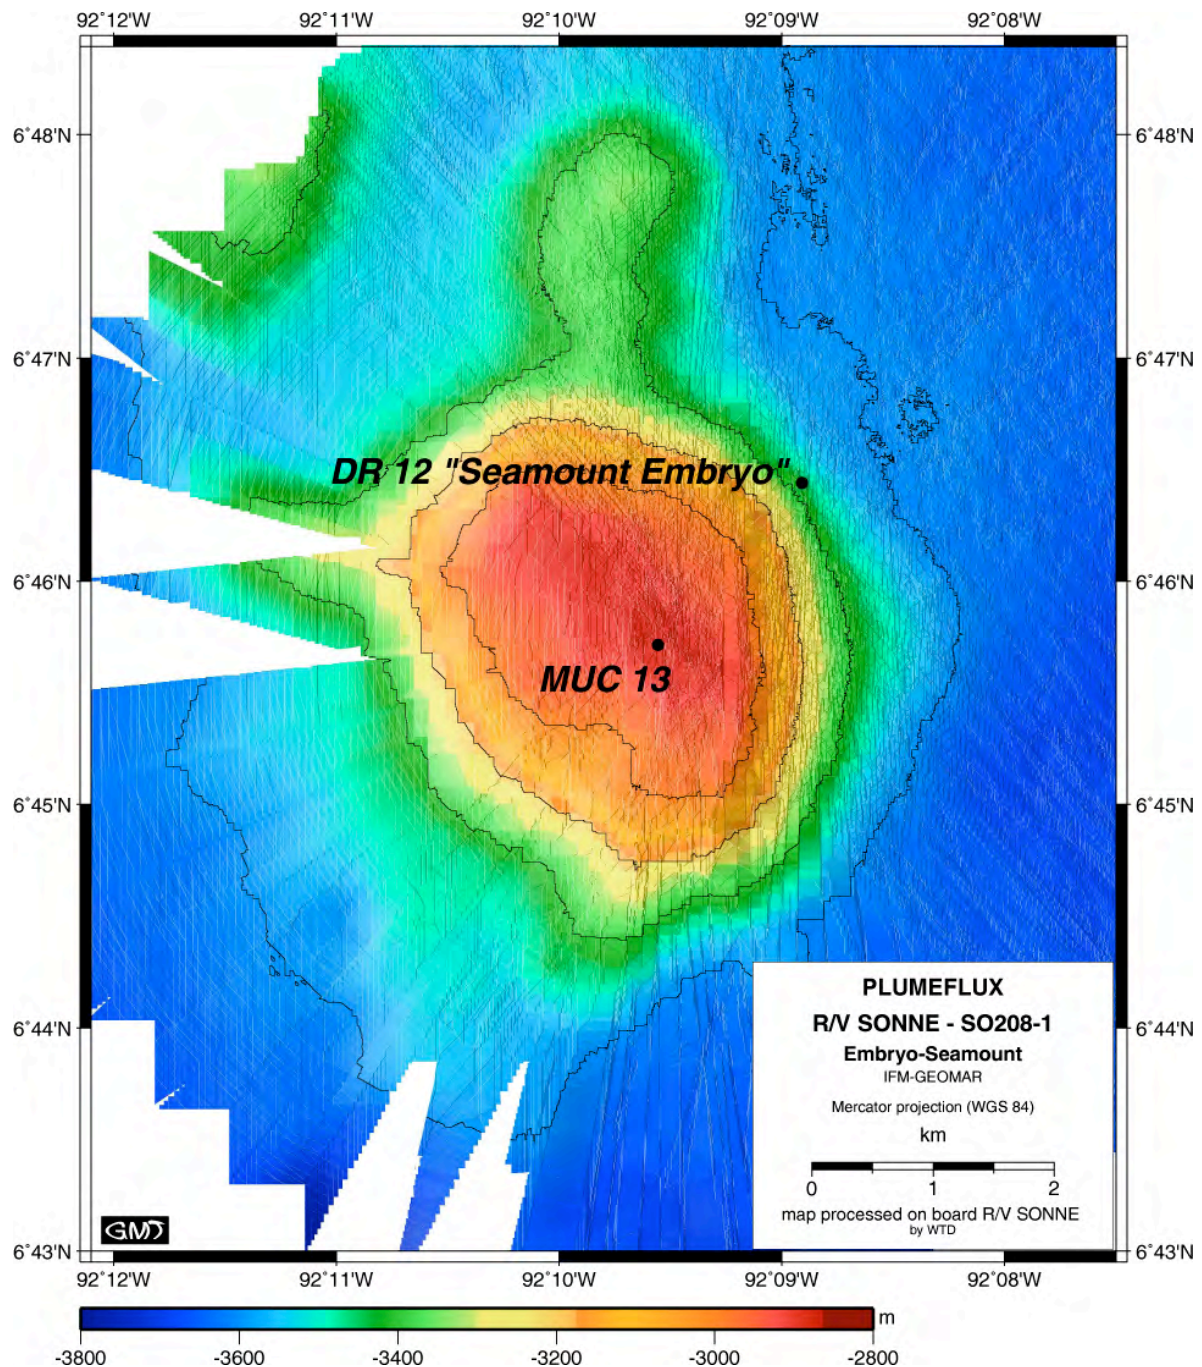 92˚12'W 92˚11'W 92˚10'W 92˚09'W 92˚08'W
6˚48'N 6˚48'N
6˚47'N 6˚47'N
DR 12 "Seamount Embryo"
6˚46'N 6˚46'N
MUC 13
6˚45'N 6˚45'N
PLUMEFLUX
R/V SONNE - SO208-1
6˚44'N 6˚44'N
Embryo-Seamount
IFM-GEOMAR
Mercator projection (WGS 84)
km
0 1 2
map processed on board R/V SONNE
by WTD
GMT
6˚43'N 6˚43'N
92˚12'W 92˚11'W 92˚10'W 92˚09'W 92˚08'W
m
-3800 -3600 -3400 -3200 -3000 -2800